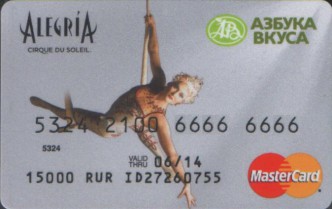 ALEGRÍA
CIRQUE DU SOLEIL.
АВ
АЗБУКА
ВКУСА
5324 2100 6666 6666
5324
VALID
THRU 06/14
15000 RUR ID27260755
MasterCard